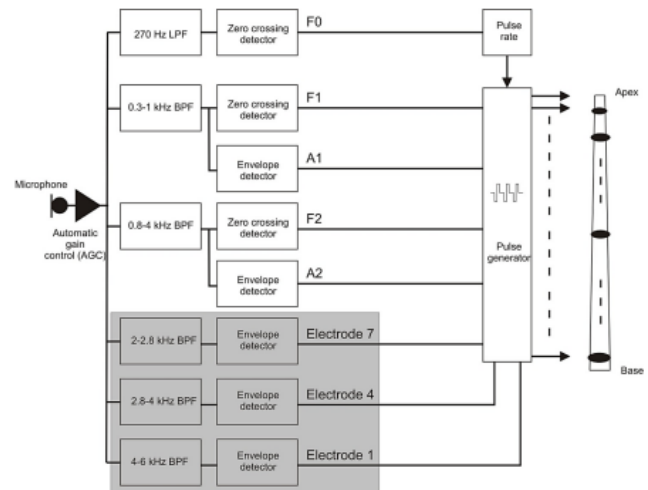 F0
270 Hz LPF
Zero crossing
detector
Pulse
rate
F1
0.3-1 kHz BPF
Zero crossing
detector
Apex
A1
Envelope
detector
Microphone
Automatic
gain
control (AGC)
F2
0.8-4 kHz BPF
Zero crossing
detector
Pulse
generator
A2
Envelope
detector
Electrode 7
2-2.8 kHz BPF
Envelope
detector
Base
Electrode 4
2.8-4 kHz BPF
Envelope
detector
Electrode 1
4-6 kHz BPF
Envelope
detector